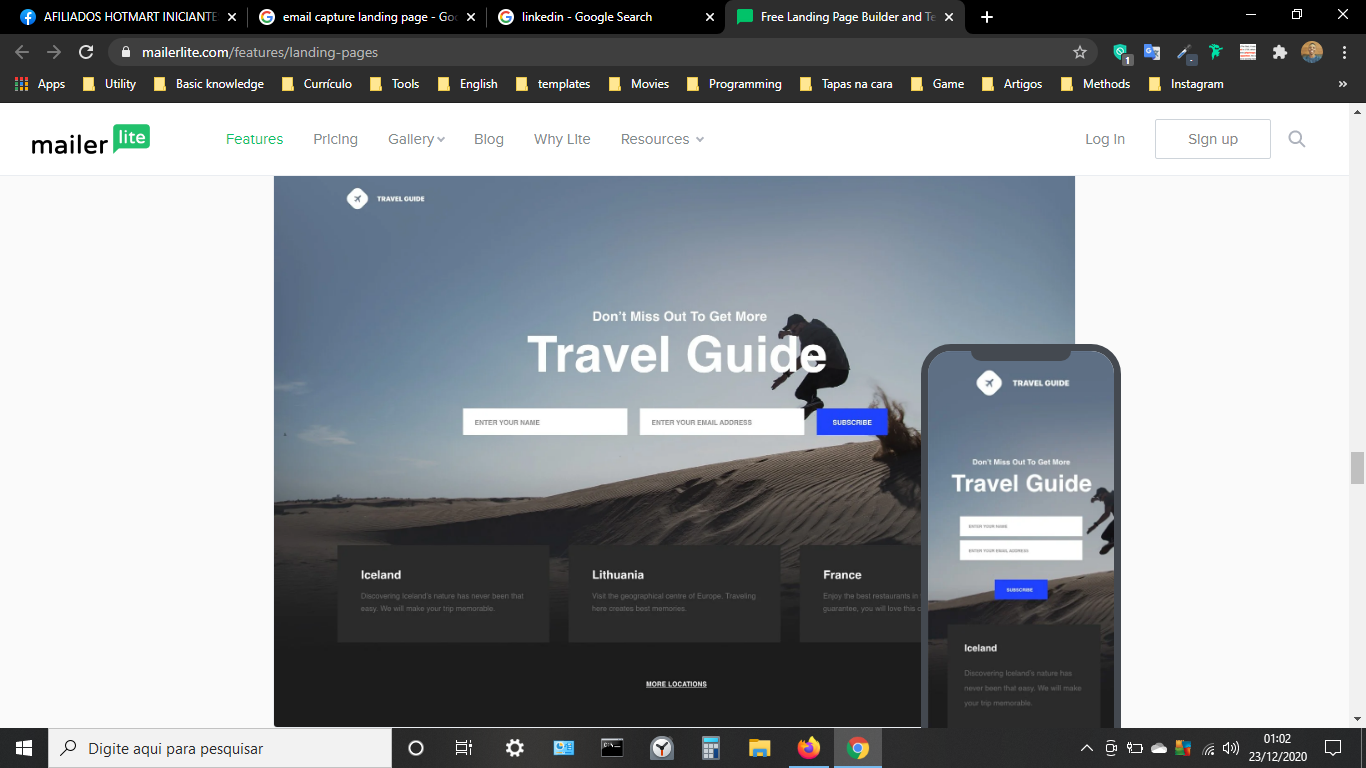 AFILIADOS HOTMART INICIANTE
email capture landing page - Goo
linkedin - Google Search
Free Landing Page Builder and Te
mailerlite.com/features/landing-pages
1
Apps
Utility
Basic knowledge
Currículo
Tools
English
templates
Movies
Programming
Tapas na cara
Game
Artigos
Methods
Instagram
mailer lite
Features
Pricing
Gallery
Blog
Why Lite
Resources
Log In
Sign up
TRAVEL GUIDE
Don't Miss Out To Get More
Travel Guide
ENTER YOUR NAME
ENTER YOUR EMAIL ADDRESS
SUBSCRIBE
Iceland
Discovering Iceland's nature has never been that
easy. We will make your trip memorable.
Lithuania
Visit the geographical centre of Europe. Traveling
here creates best memories.
France
Enjoy the best restaurants in
guarantee, you will love this
MORE LOCATIONS
TRAVEL GUIDE
Don't Miss Out To Get More
Travel Guide
ENTER YOUR NAME
ENTER YOUR EMAIL ADDRESS
SUBSCRIBE
Iceland
Discovering Iceland's nature has
never been that easy. We will make
your trip memorable.
Digite aqui para pesquisar
01:02
23/12/2020